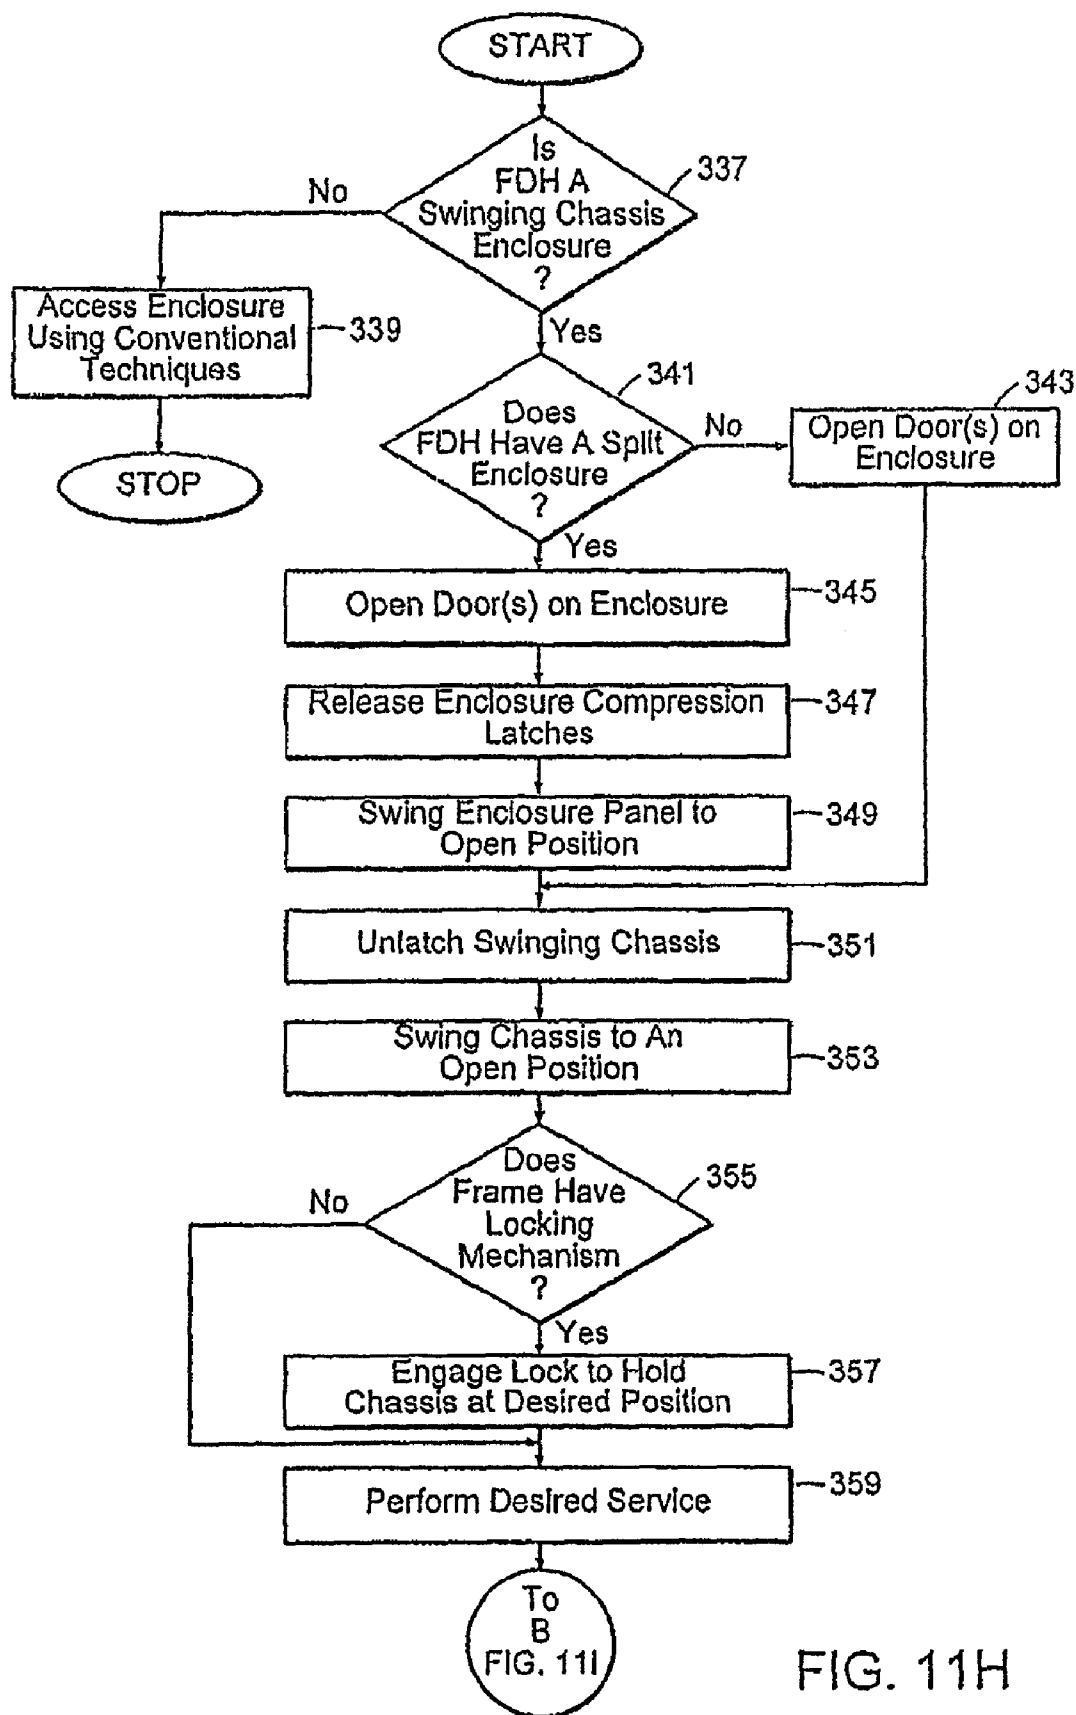 START
Is
FDH A
Swinging Chassis
Enclosure
?
337
No
Yes
Access Enclosure
Using Conventional
Techniques
339
STOP
Does
FDH Have A Split
Enclosure
?
341
No
Open Door(s) on
Enclosure
343
Yes
Open Door(s) on Enclosure
345
Release Enclosure Compression
Latches
347
Swing Enclosure Panel to
Open Position
349
Unlatch Swinging Chassis
351
Swing Chassis to An
Open Position
353
Does
Frame Have
Locking
Mechanism
?
355
No
Yes
Engage Lock to Hold
Chassis at Desired Position
357
Perform Desired Service
359
To
B
FIG. 11I
FIG. 11H